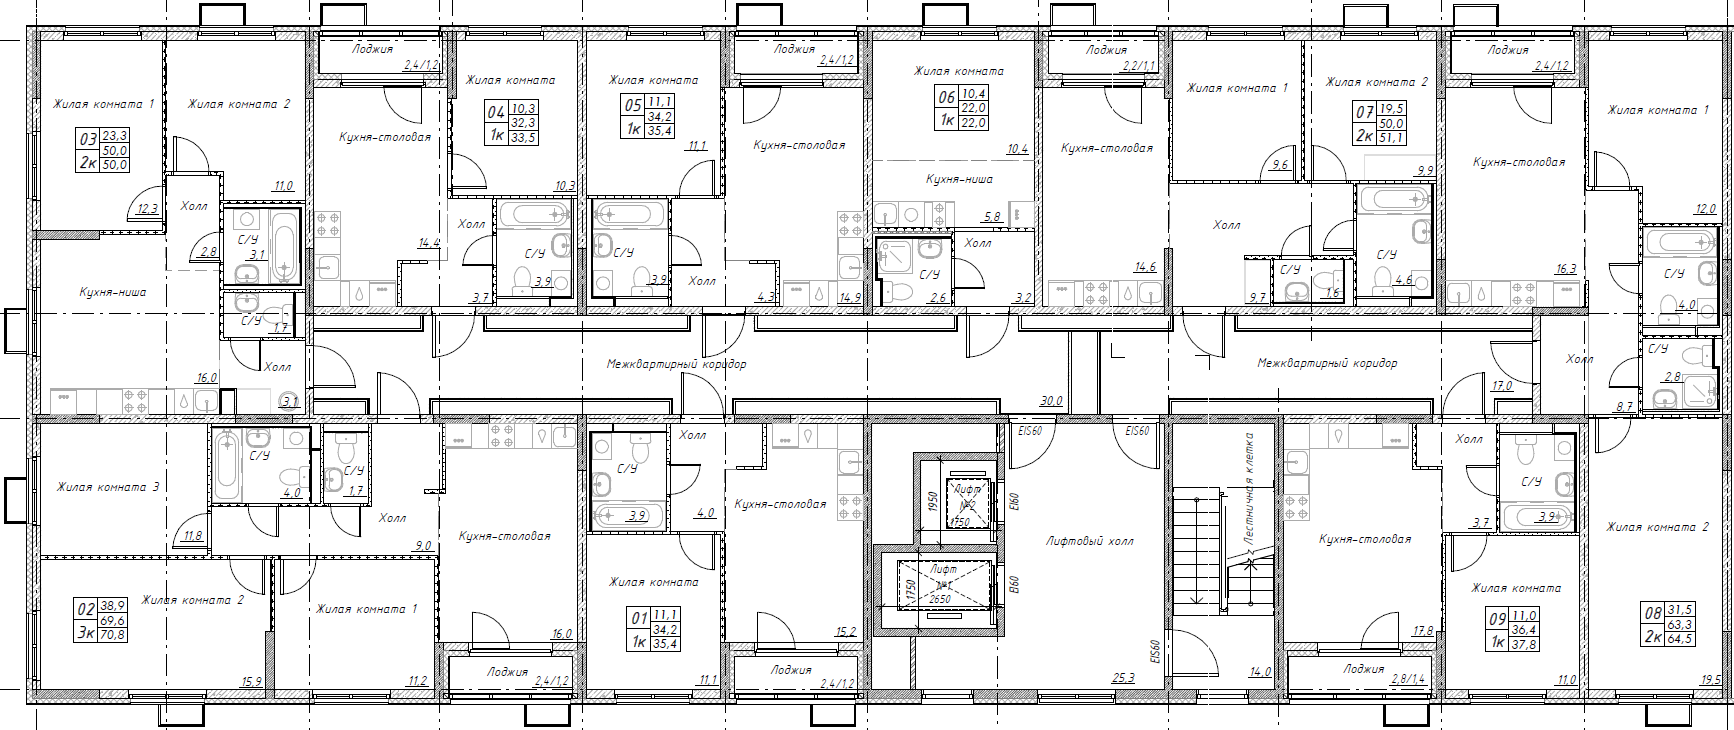 Лоджия
2,4/1,2
Жилая комната 1
Жилая комната 2
03
23,3
50,0
2к
50,0
11,0
12,3
Холл
2,8
С/У
3,1
Кухня-ниша
С/У
1,7
Холл
16,0
3,1
Кухня-столовая
14,4
Жилая комната
04
10,3
32,3
1к
33,5
10,3
Холл
3,7
С/У
3,9
Жилая комната
05
11,1
34,2
1к
35,4
11,1
С/У
3,9
Холл
4,3
Лоджия
2,4/1,2
Кухня-столовая
14,9
Жилая комната
06
10,4
22,0
1к
22,0
10,4
Кухня-ниша
5,8
С/У
2,6
Холл
3,2
Лоджия
2,2/1,1
Кухня-столовая
14,6
Жилая комната 1
9,6
Жилая комната 2
07
19,5
50,0
2к
51,1
9,9
Холл
9,7
С/У
1,6
С/У
4,6
Лоджия
2,4/1,2
Кухня-столовая
16,3
Жилая комната 1
12,0
С/У
4,0
Холл
8,7
С/У
2,8
Межквартирный коридор
30,0
Межквартирный коридор
17,0
Жилая комната 3
11,8
С/У
4,0
С/У
1,7
Холл
9,0
Жилая комната 2
02
38,9
69,6
3к
70,8
15,9
Жилая комната 1
11,2
Кухня-столовая
16,0
Лоджия
2,4/1,2
С/У
3,9
Холл
4,0
Жилая комната
01
11,1
34,2
1к
35,4
11,1
Кухня-столовая
15,2
Лоджия
2,4/1,2
Лифт
№2
1950
1750
EI60
Лифт
№1
1750
2650
EI60
EIS60
EIS60
Лифтовый холл
25,3
EIS60
Лестничная клетка
14,0
Кухня-столовая
17,8
Лоджия
2,8/1,4
Холл
3,7
С/У
3,9
Жилая комната
09
11,0
36,4
1к
37,8
11,0
Жилая комната 2
08
31,5
63,3
2к
64,5
19,5